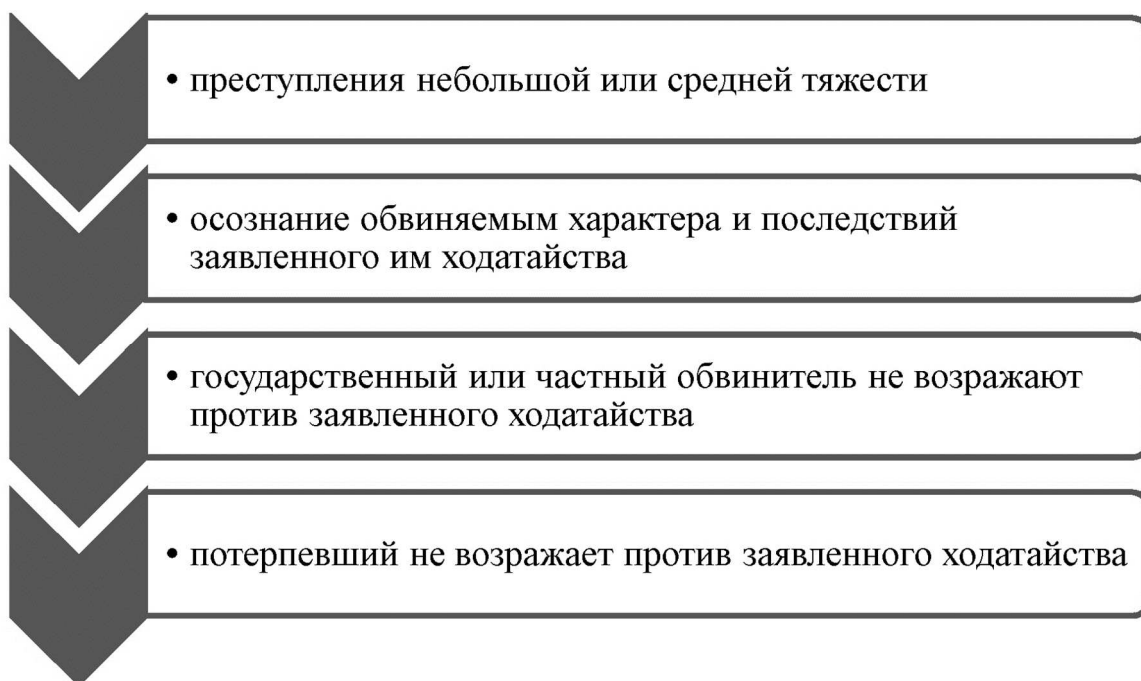 • преступления небольшой или средней тяжести
• осознание обвиняемым характера и последствий
заявленного им ходатайства
• государственный или частный обвинитель не возражают
против заявленного ходатайства
• потерпевший не возражает против заявленного ходатайства